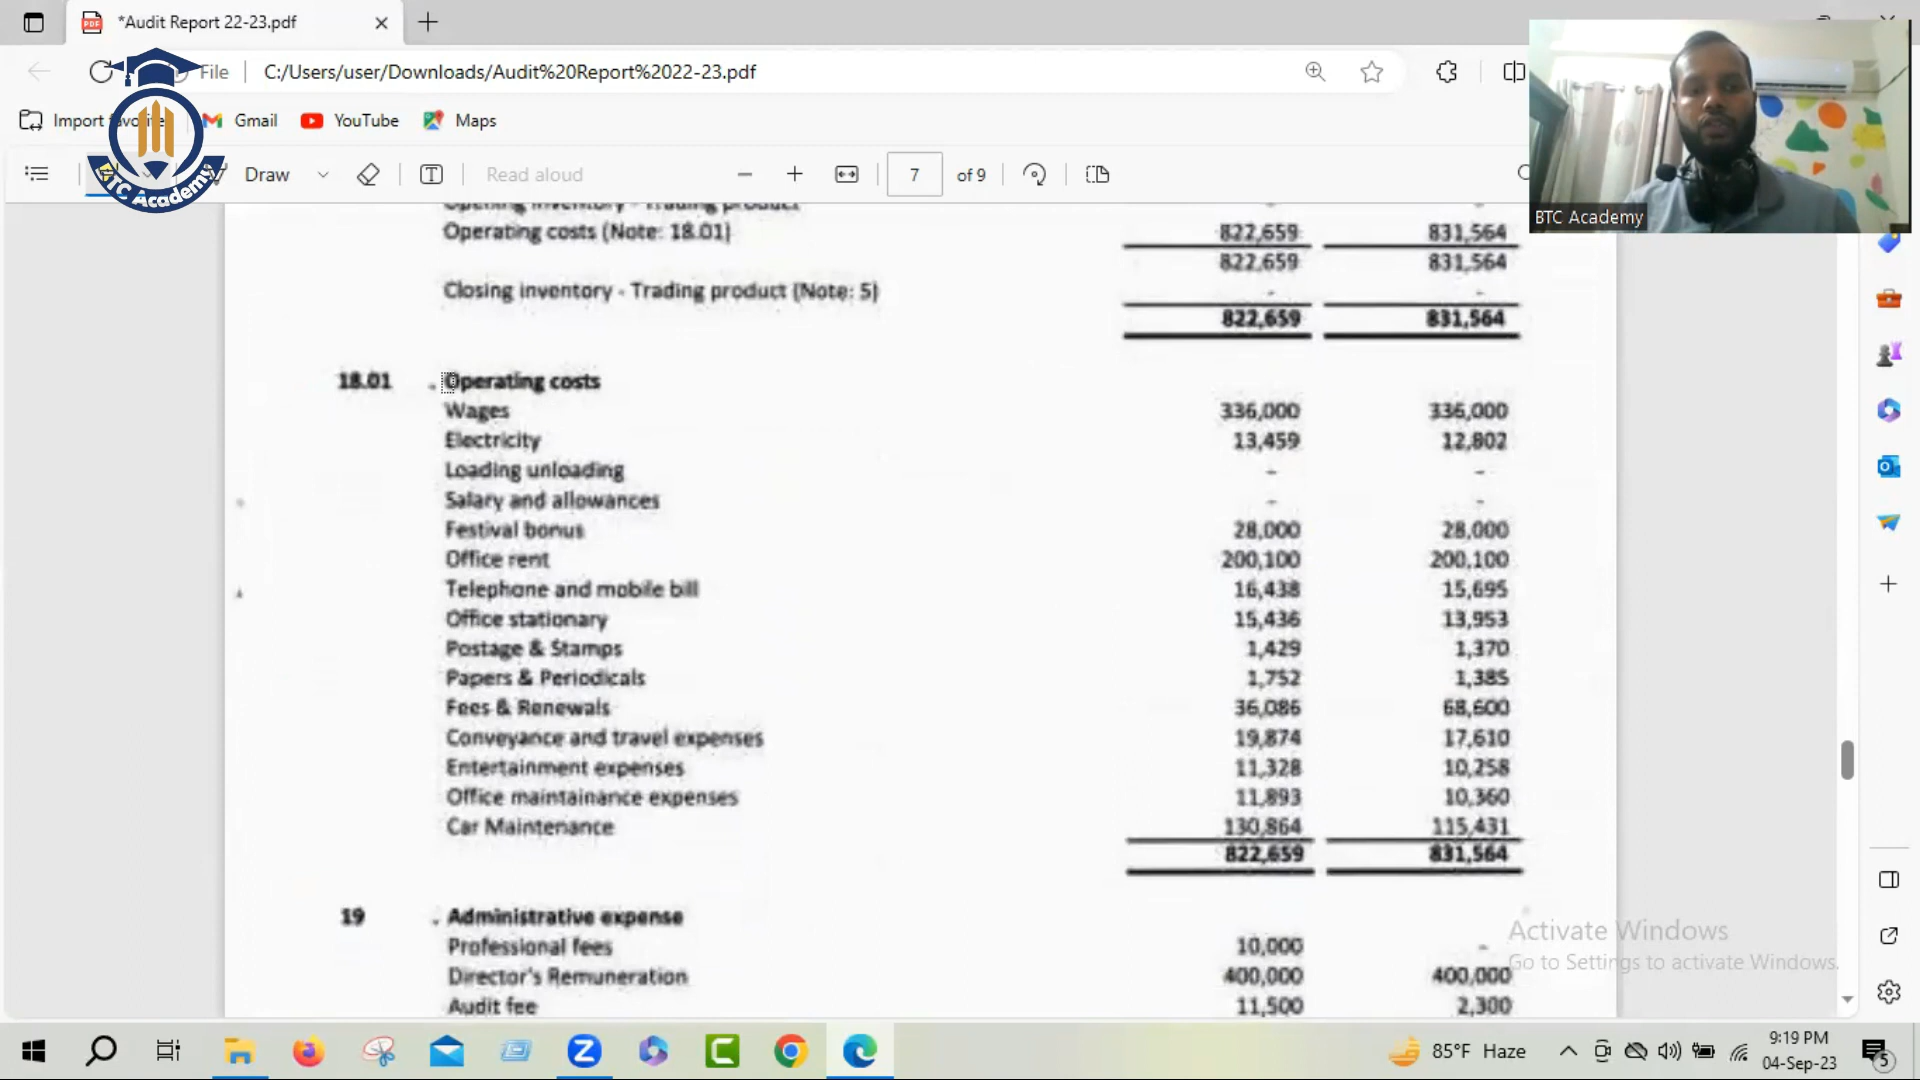 *Audit Report 22-23.pdf
File
C:/Users/user/Downloads/Audit%20Report%2022-23.pdf
Import favorites
Gmail
YouTube
Maps
BTC Academy
BTC Academy
Draw
Read aloud
7 of 9
Opening inventory - Trading product - -
Operating costs (Note: 18.01) 822,659 831,564
822,659 831,564
Closing inventory - Trading product (Note: 5) - -
822,659 831,564
18.01 . Operating costs
Wages 336,000 336,000
Electricity 13,459 12,802
Loading unloading - -
Salary and allowances - -
Festival bonus 28,000 28,000
Office rent 200,100 200,100
Telephone and mobile bill 16,438 15,695
Office stationary 15,436 13,953
Postage & Stamps 1,429 1,370
Papers & Periodicals 1,752 1,385
Fees & Renewals 36,086 68,600
Conveyance and travel expenses 19,874 17,610
Entertainment expenses 11,328 10,258
Office maintainance expenses 11,893 10,360
Car Maintenance 130,864 115,431
822,659 831,564
19 . Administrative expense
Professional fees 10,000 -
Director's Remuneration 400,000 400,000
Audit fee 11,500 2,300
Activate Windows
Go to Settings to activate Windows.
85°F Haze
9:19 PM
04-Sep-23
5